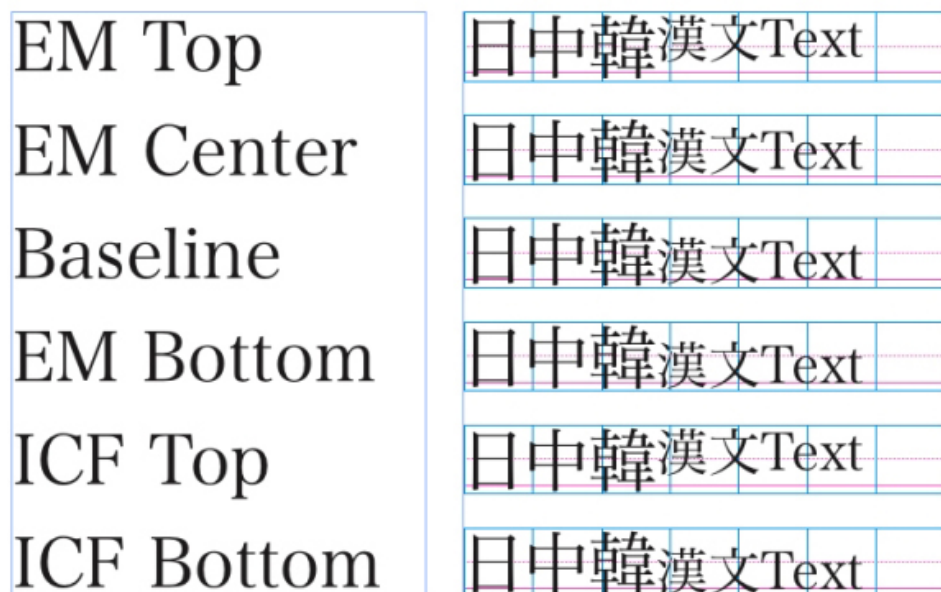 EM Top 日中韓漢文Text
EM Center 日中韓漢文Text
Baseline 日中韓漢文Text
EM Bottom 日中韓漢文Text
ICF Top 日中韓漢文Text
ICF Bottom 日中韓漢文Text